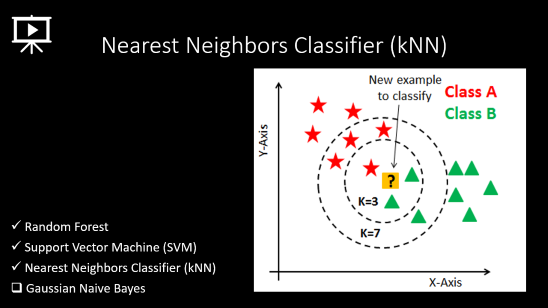 Nearest Neighbors Classifier (kNN)
New example
to classify
Class A
Class B
Y-Axis
?
K=3
K=7
X-Axis
✓ Random Forest
✓ Support Vector Machine (SVM)
✓ Nearest Neighbors Classifier (kNN)
❑ Gaussian Naive Bayes